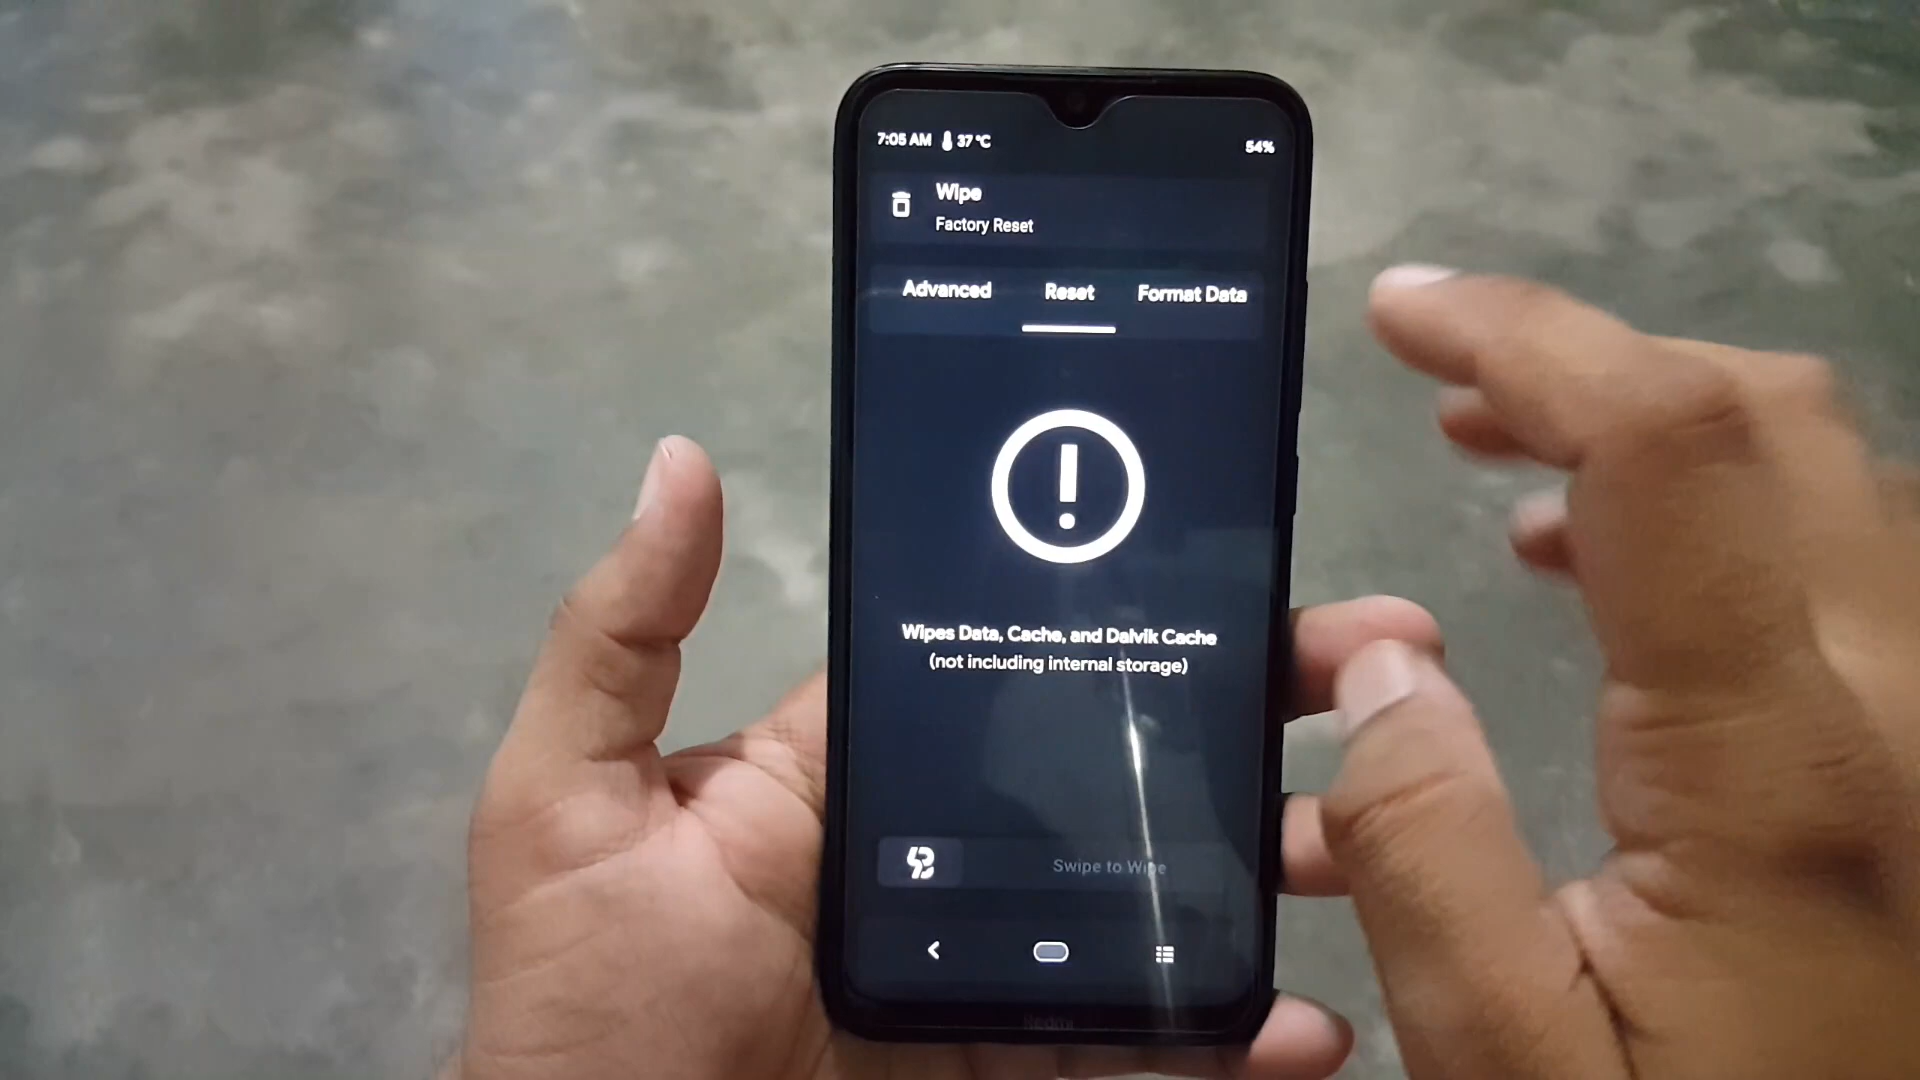 7:05 AM 37 °C 54%
Wipe
Factory Reset
Advanced Reset Format Data
Wipes Data, Cache, and Dalvik Cache
(not including internal storage)
Swipe to Wipe
Redmi